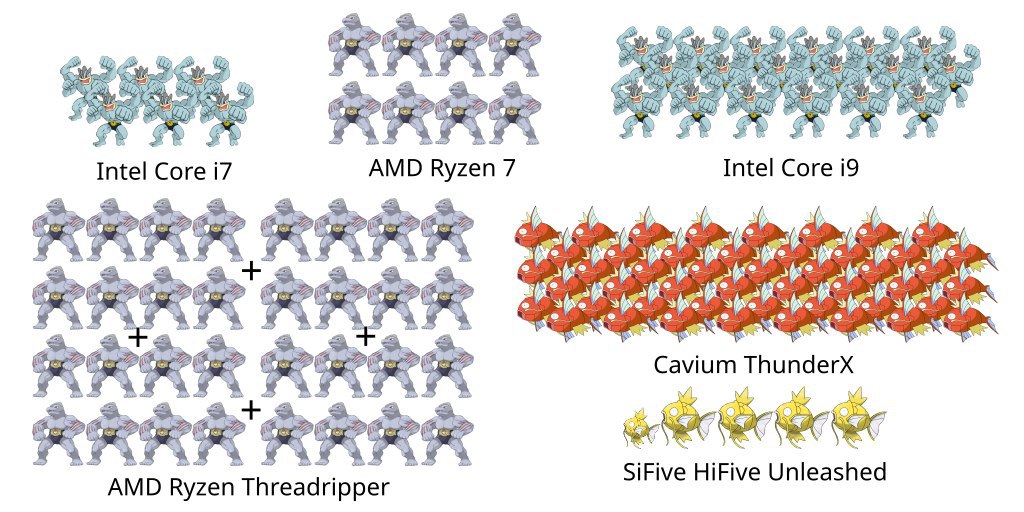 Intel Core i7
AMD Ryzen 7
Intel Core i9
+
+
+
+
AMD Ryzen Threadripper
Cavium ThunderX
SiFive HiFive Unleashed